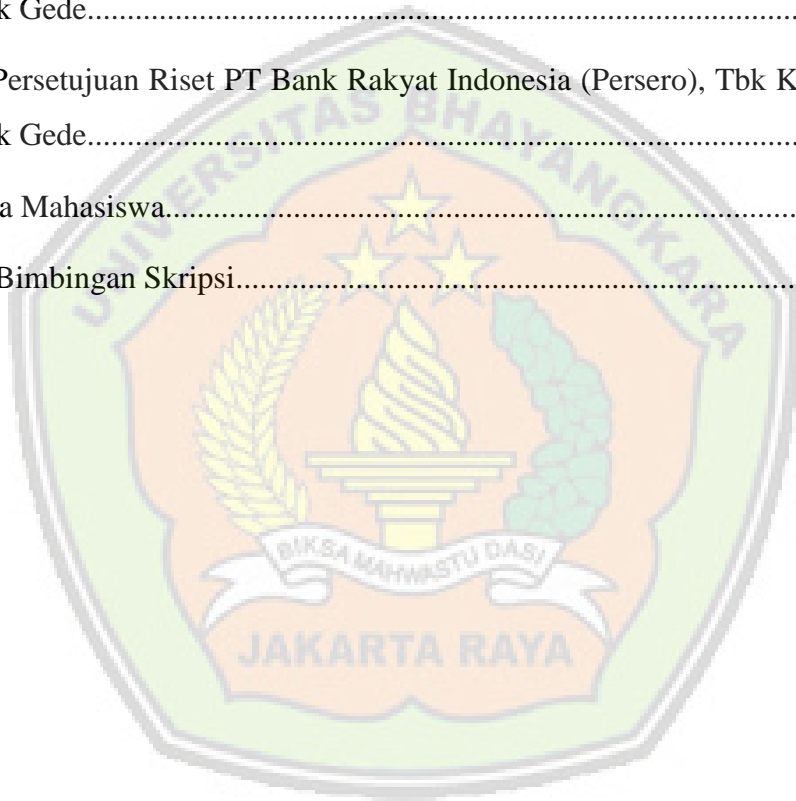 k Gede....................................................................................
Persetujuan Riset PT Bank Rakyat Indonesia (Persero), Tbk K
k Gede....................................................................................
a Mahasiswa..........................................................................
Bimbingan Skripsi.................................................................
UNIVERSITAS BHAYANGKARA
BIKSA MAHWASTU DASI
JAKARTA RAYA